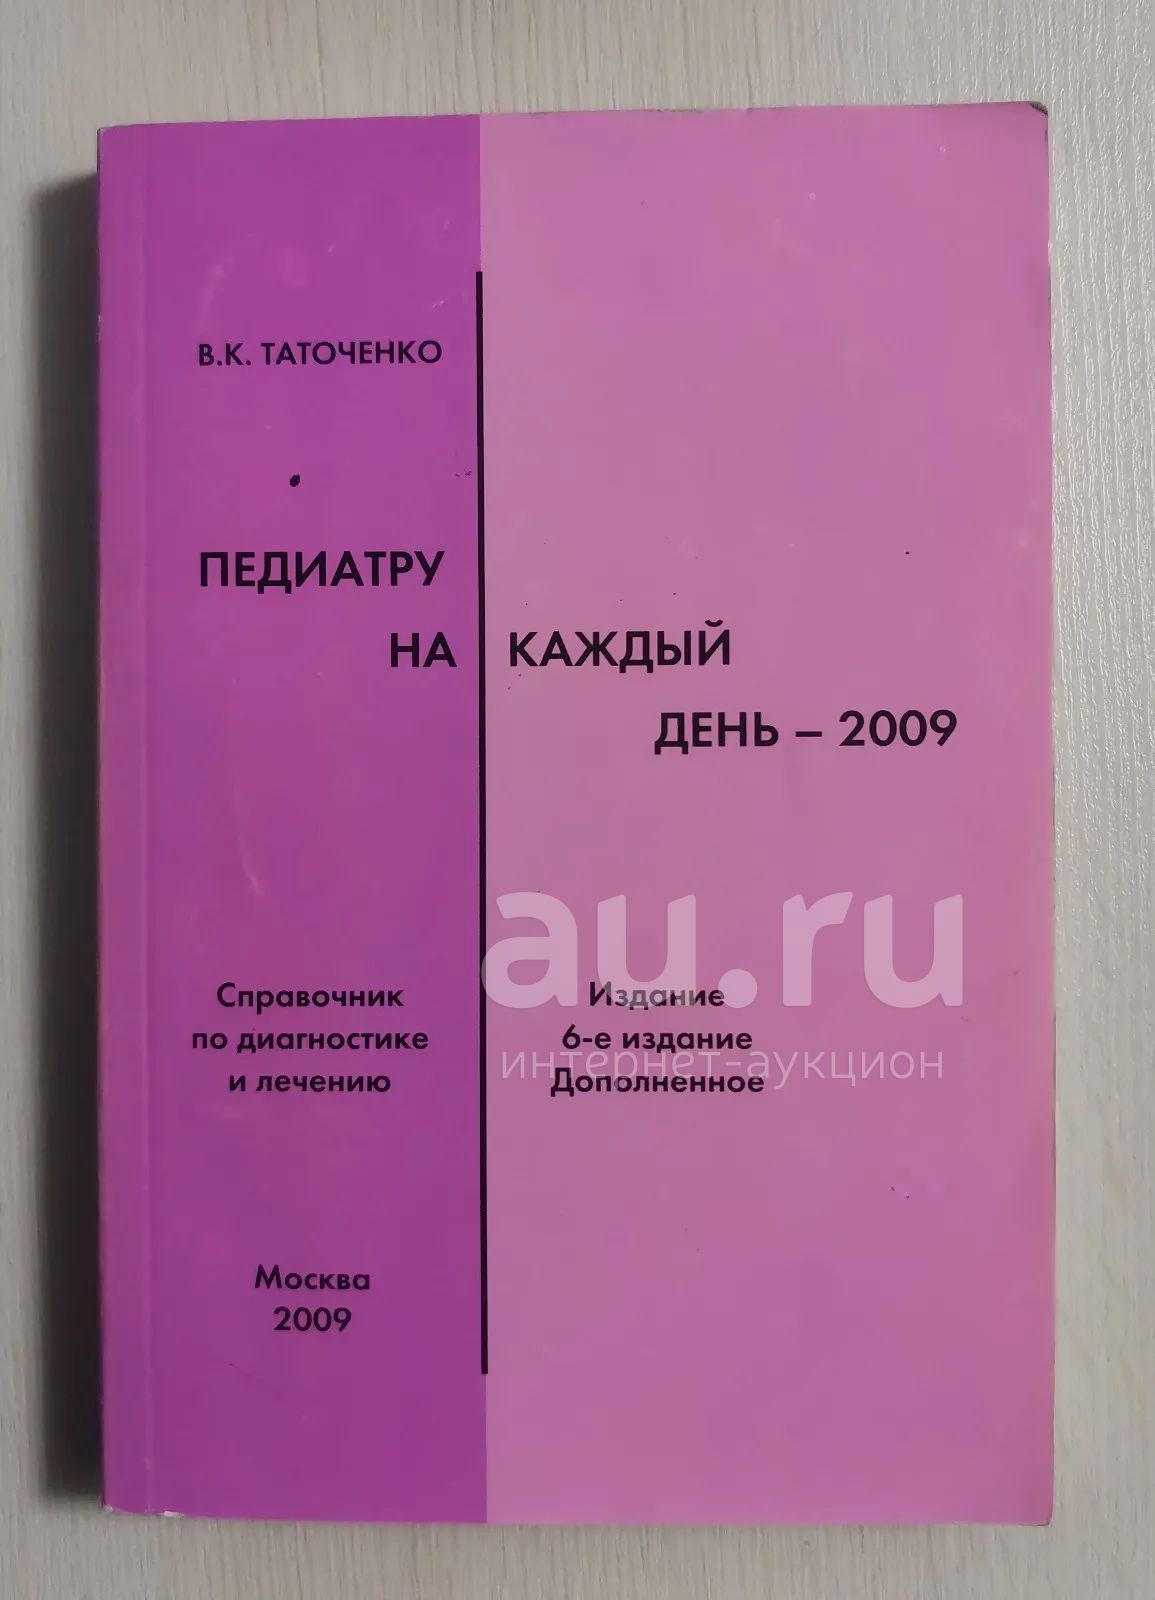 В.К. ТАТОЧЕНКО
ПЕДИАТРУ
НА КАЖДЫЙ
ДЕНЬ – 2009
Справочник
по диагностике
и лечению
Издание
6-е издание
Дополненное
au.ru
интернет-аукцион
Москва
2009